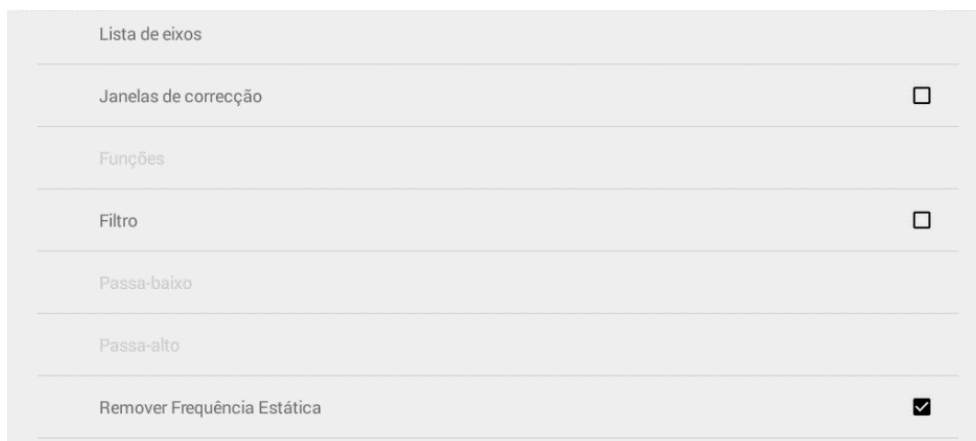 Lista de eixos
Janelas de correcção
Funções
Filtro
Passa-baixo
Passa-alto
Remover Frequência Estática